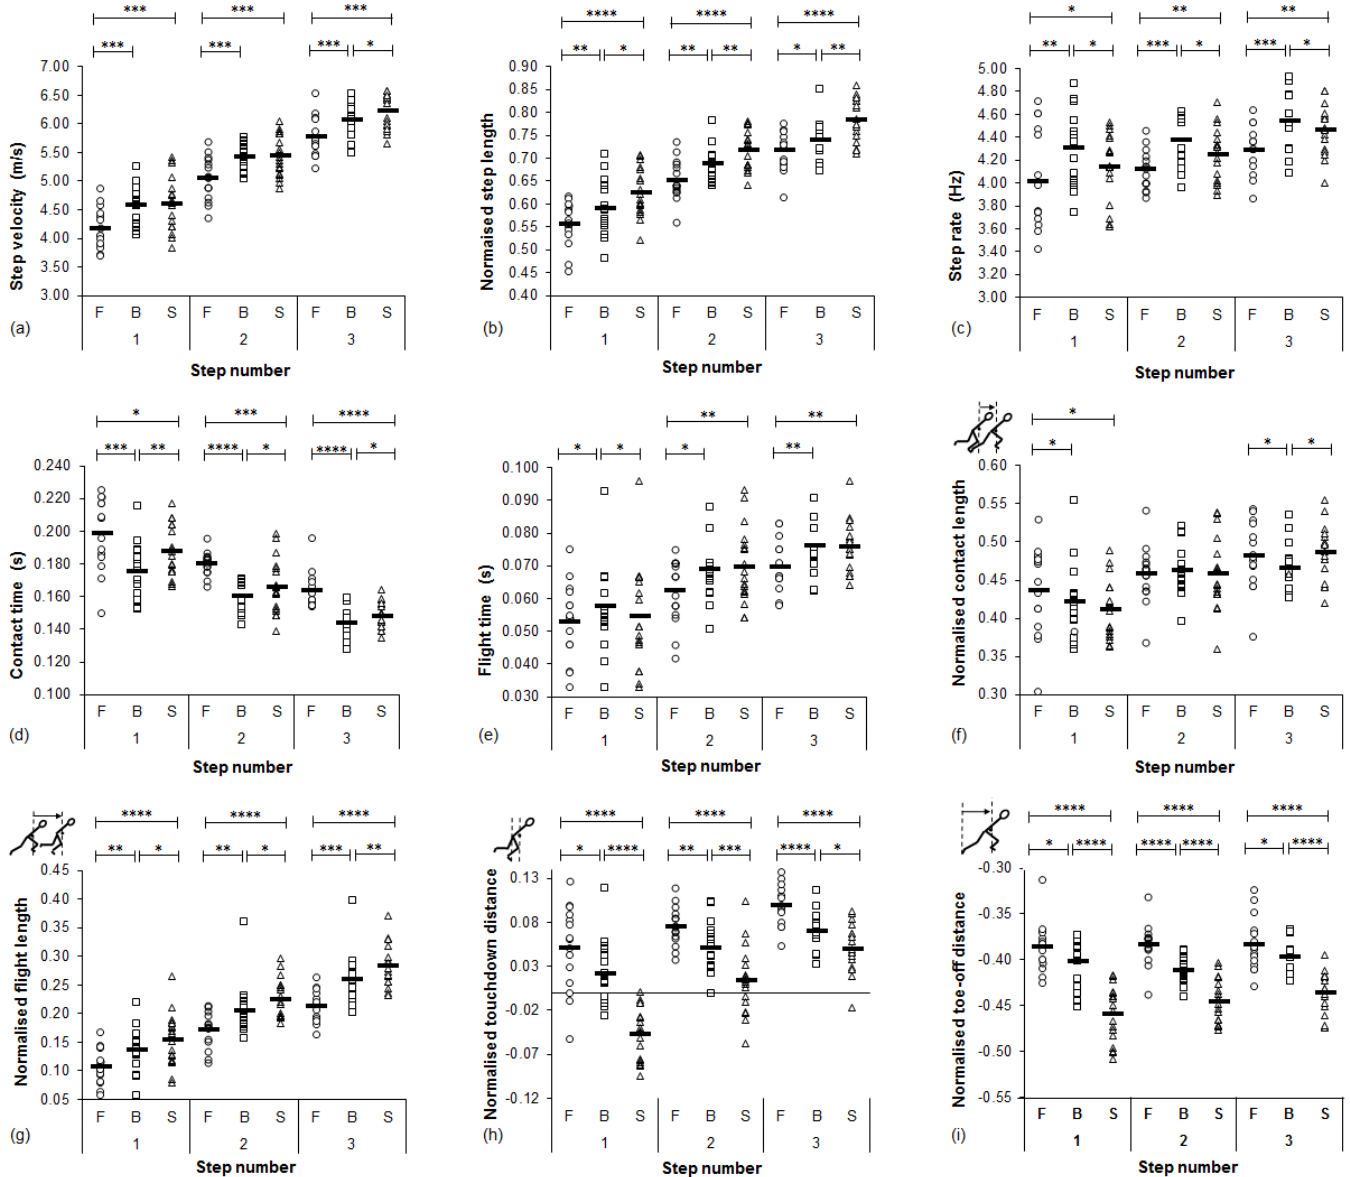 *** *** ***
*** *** *** *
7.00
6.00
5.00
4.00
3.00
Step velocity (m/s)
F B S F B S F B S
1 2 3
(a)
Step number
**** **** ****
** * ** ** * **
0.90
0.80
0.75
0.70
0.65
0.60
0.55
0.50
0.45
0.40
Normaised step length
F B S F B S F B S
1 2 3
(b)
Step number
* ** **
** * *** * *** *
5.00
4.80
4.60
4.40
4.20
4.00
3.80
3.60
3.40
3.20
3.00
Step rate (Hz)
F B S F B S F B S
1 2 3
(c)
Step number
* *** ****
*** ** **** * **** *
0.240
0.220
0.200
0.180
0.160
0.140
0.120
0.100
Contact time (s)
F B S F B S F B S
1 2 3
(d)
Step number
** **
* * * **
0.100
0.090
0.080
0.070
0.060
0.050
0.040
0.030
Flight time (s)
F B S F B S F B S
1 2 3
(e)
Step number
*
* * *
0.60
0.55
0.50
0.45
0.40
0.35
0.30
Normalised contact length
F B S F B S F B S
1 2 3
(f)
Step number
**** **** ****
** * ** * *** **
0.45
0.40
0.35
0.30
0.25
0.20
0.15
0.10
0.05
Normalised flight length
F B S F B S F B S
1 2 3
(g)
Step number
**** **** ****
* **** ** *** **** *
0.13
0.08
0.03
-0.02
-0.07
-0.12
Normalised touchdown distance
F B S F B S F B S
1 2 3
(h)
Step number
**** **** ****
* **** **** **** * ****
-0.30
-0.35
-0.40
-0.45
-0.50
-0.55
Normalised toe-off distance
F B S F B S F B S
1 2 3
(i)
Step number